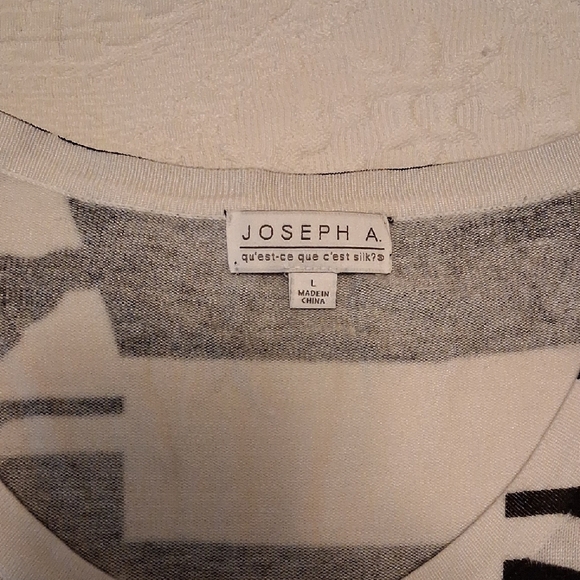 JOSEPH A.
qu'est-ce que c'est silk?®
L
MADE IN
CHINA